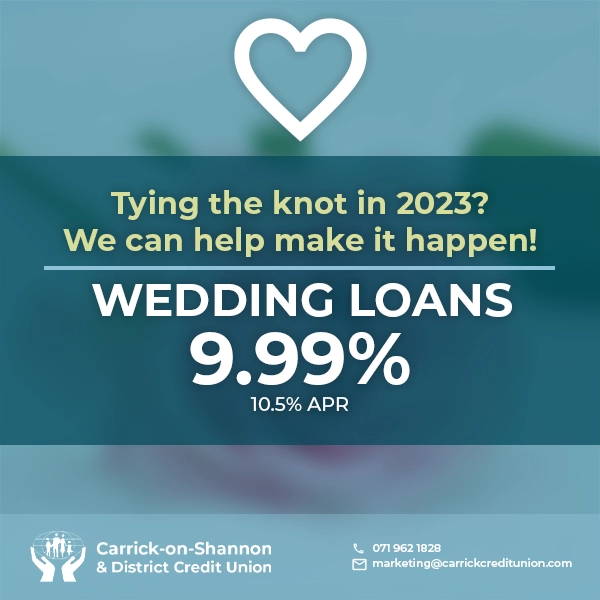 Tying the knot in 2023?
We can help make it happen!
WEDDING LOANS
9.99%
10.5% APR
Carrick-on-Shannon
& District Credit Union
071 962 1828
marketing@carrickcreditunion.com